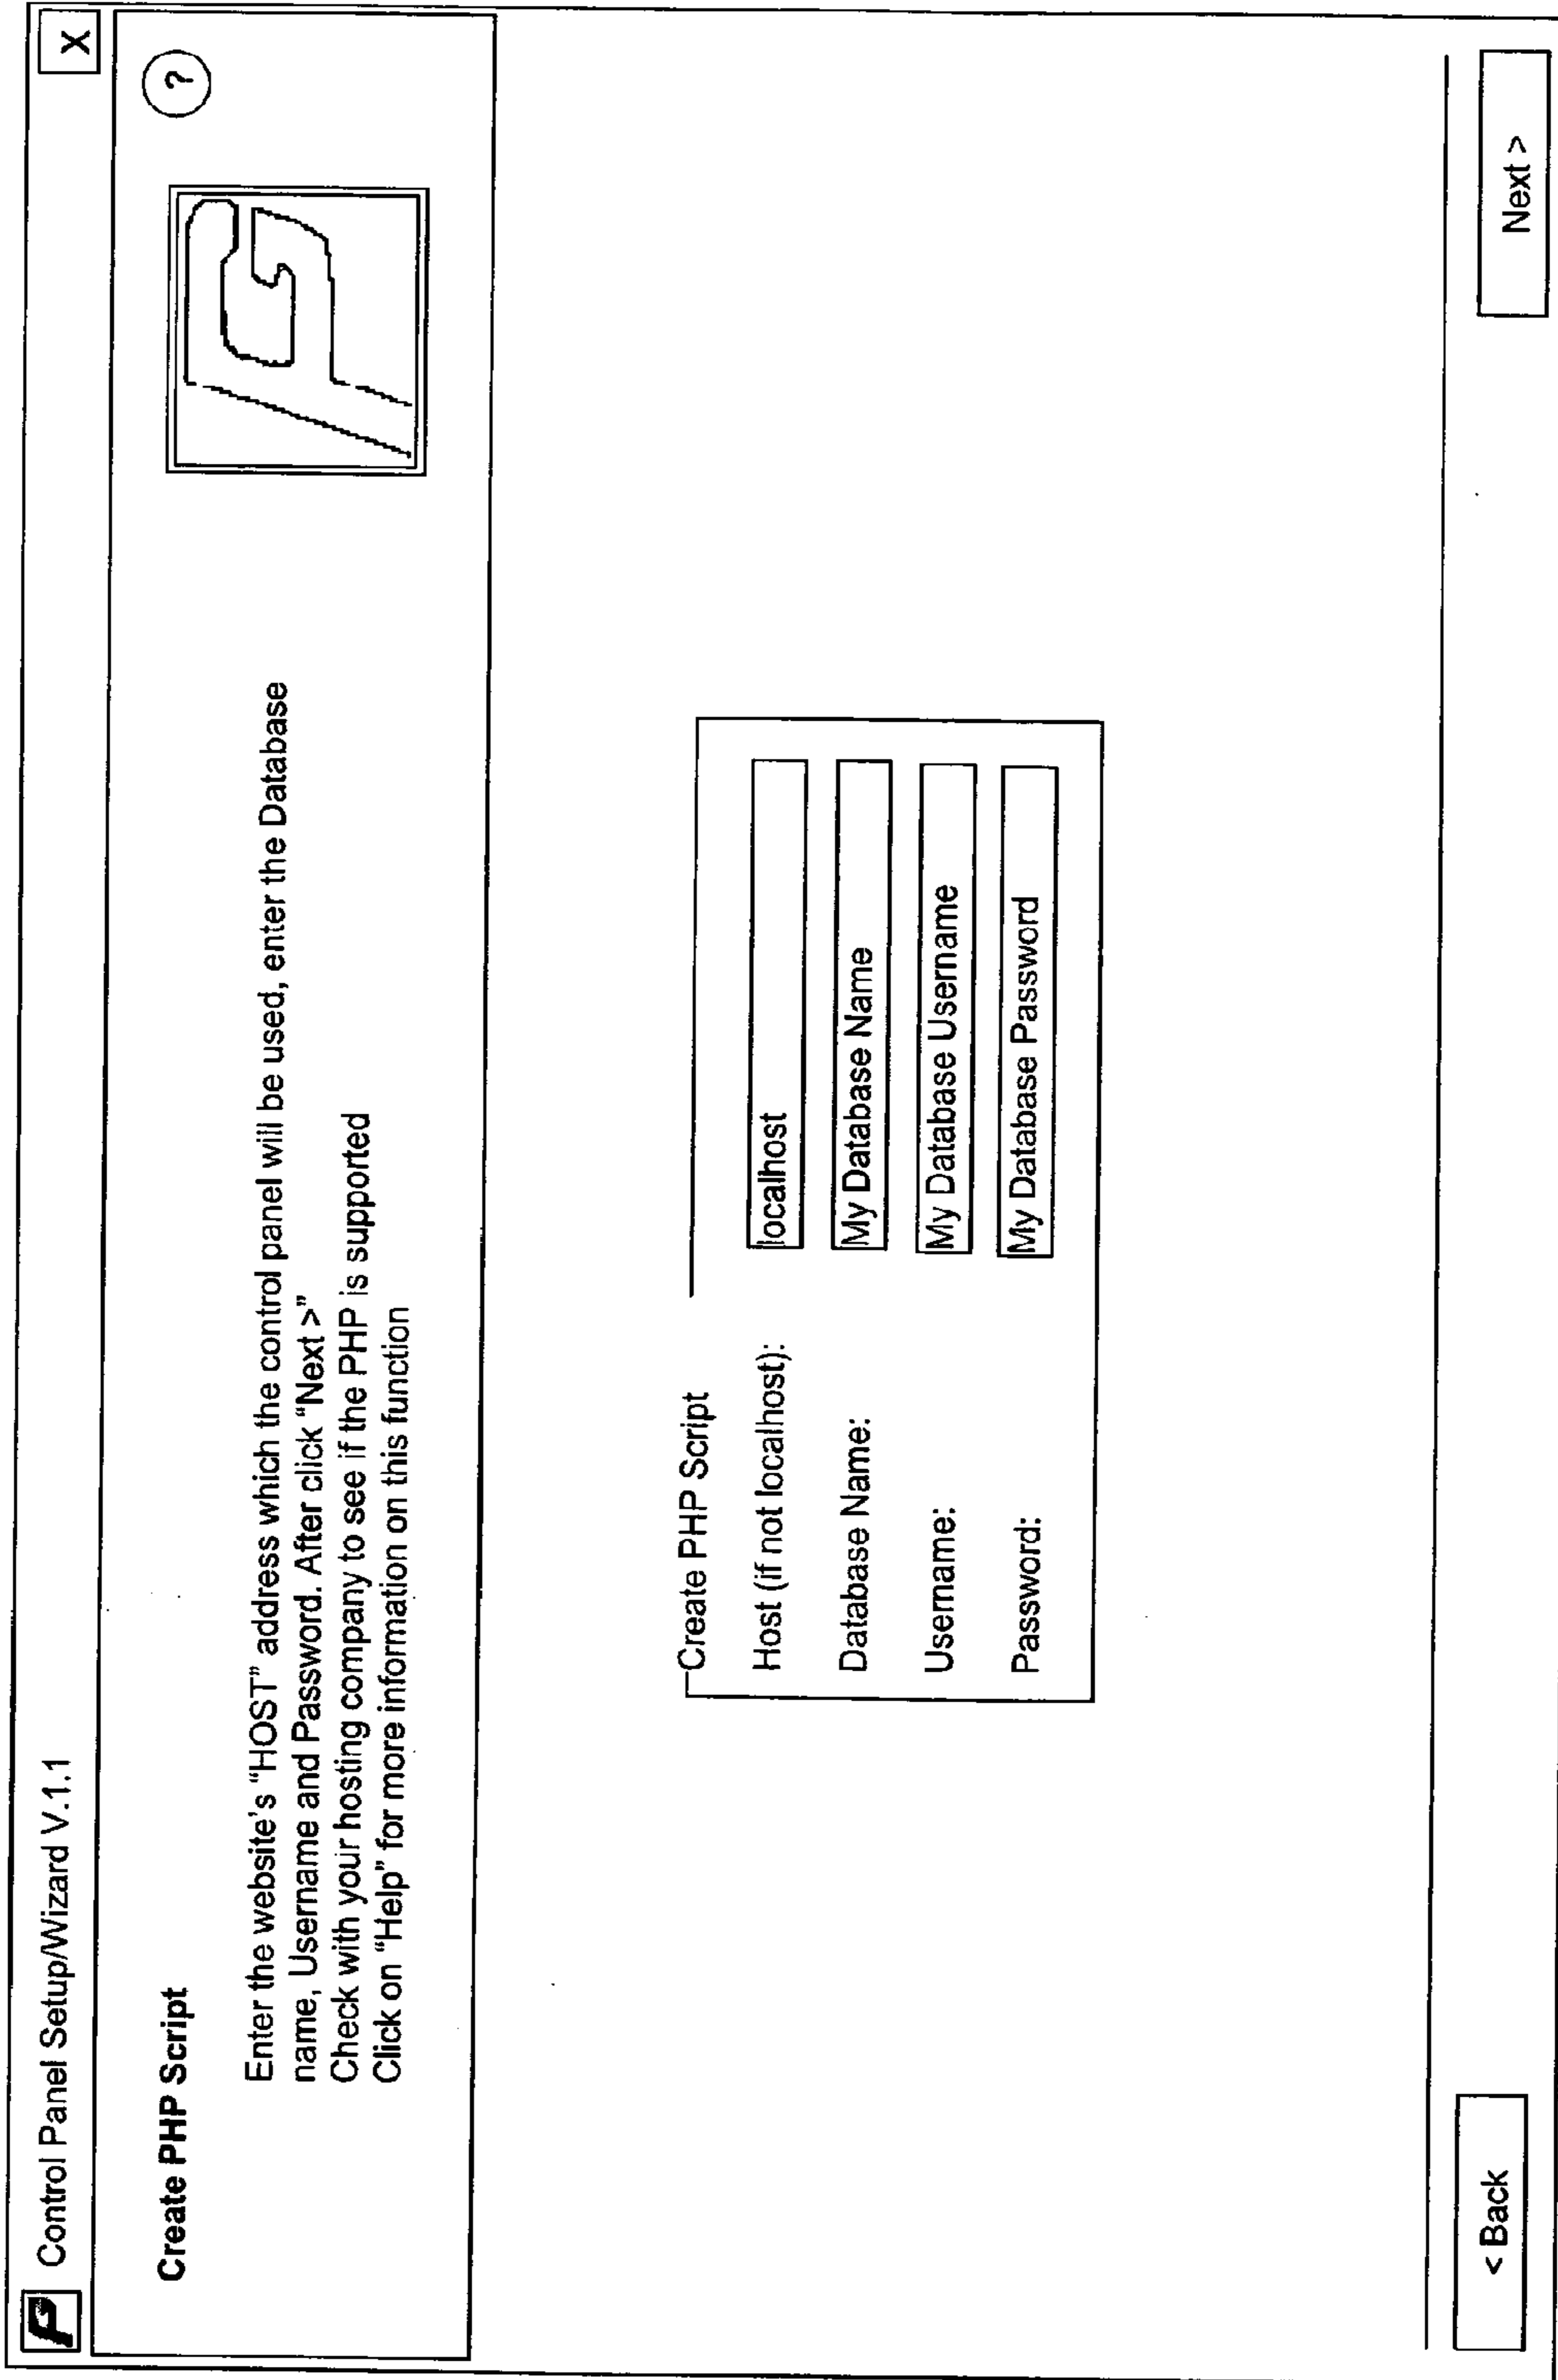 Control Panel Setup/Wizard V.1.1
X
Create PHP Script
?
Enter the website's “HOST” address which the control panel will be used, enter the Database
name, Username and Password. After click “Next >”
Check with your hosting company to see if the PHP is supported
Click on “Help” for more information on this function
Create PHP Script
Host (if not localhost): localhost
Database Name: My Database Name
Username: My Database Username
Password: My Database Password
< Back
Next >